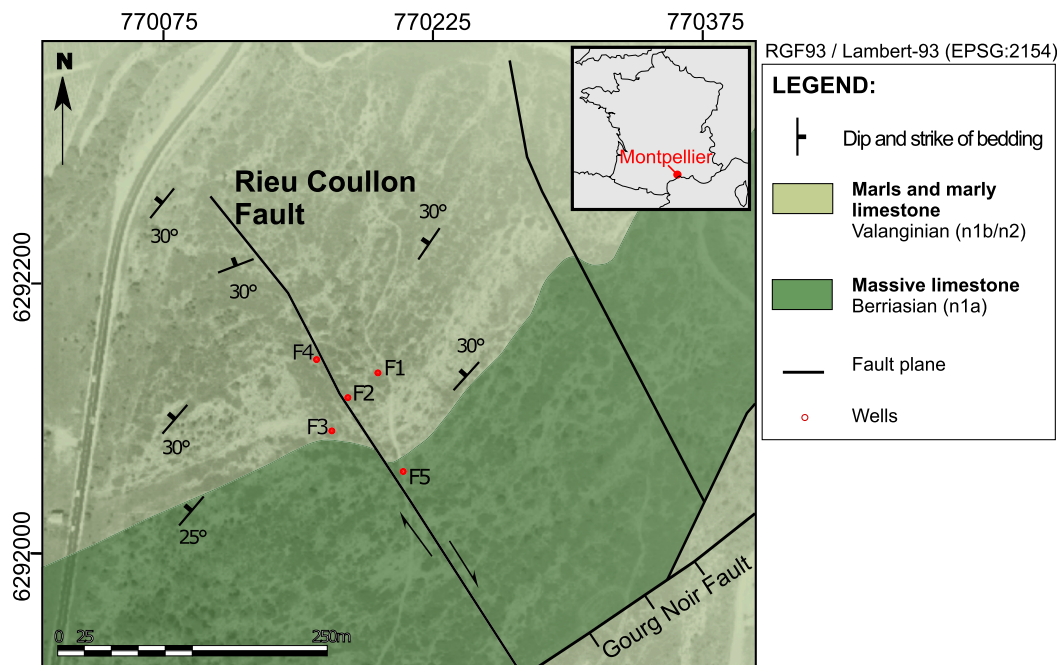 770075
770225
770375
RGF93 / Lambert-93 (EPSG:2154)
N
Montpellier
LEGEND:
Dip and strike of bedding
Marls and marly
limestone
Valanginian (n1b/n2)
Massive limestone
Berriasian (n1a)
Fault plane
Wells
6292200
6292000
Rieu Coullon
Fault
30°
30°
30°
30°
30°
25°
F4
F1
F2
F3
F5
Gourg Noir Fault
0 25 250m